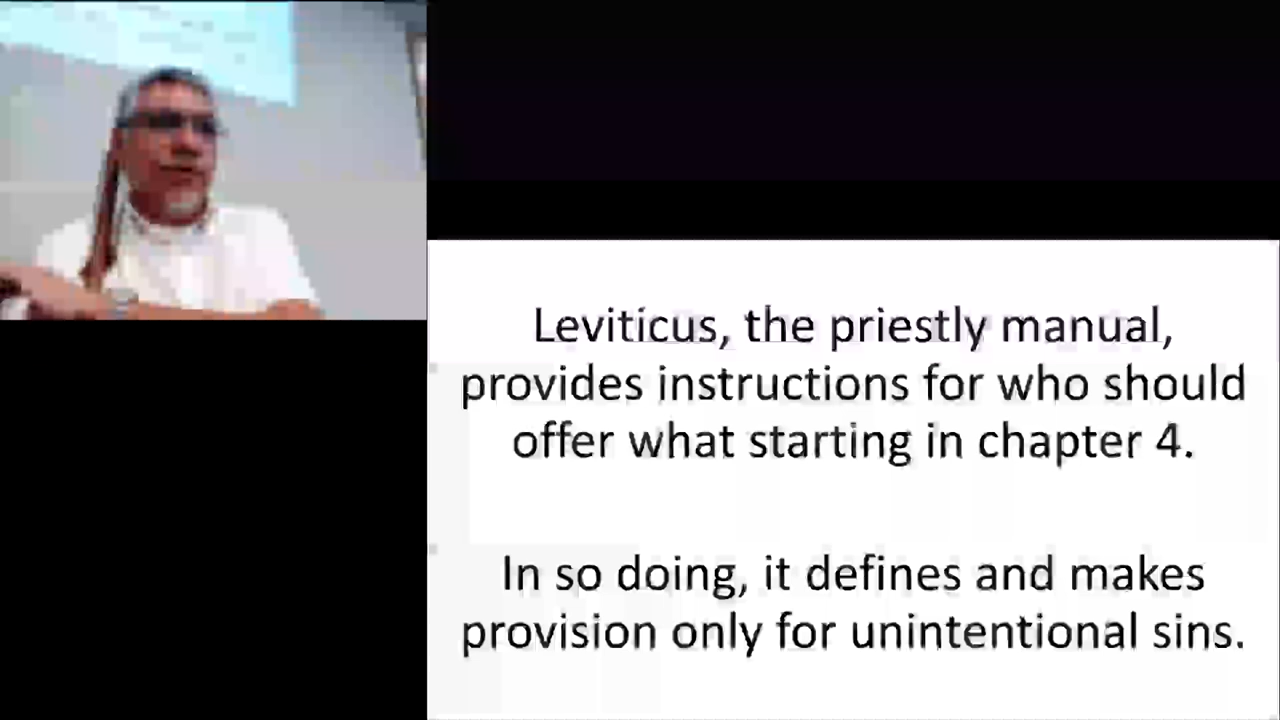 Leviticus, the priestly manual,
provides instructions for who should
offer what starting in chapter 4.
In so doing, it defines and makes
provision only for unintentional sins.